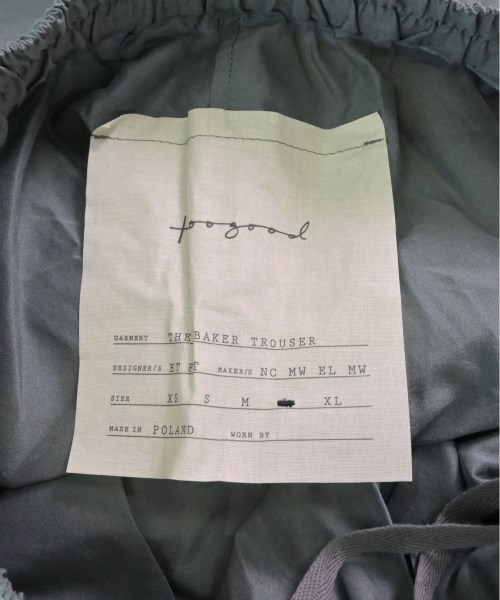 toogood
GARMENT THE BAKER TROUSER
DESIGNER/S ET FT MAKER/S NC MW EL MW
SIZE XS S M XL
MADE IN POLAND WORN BY